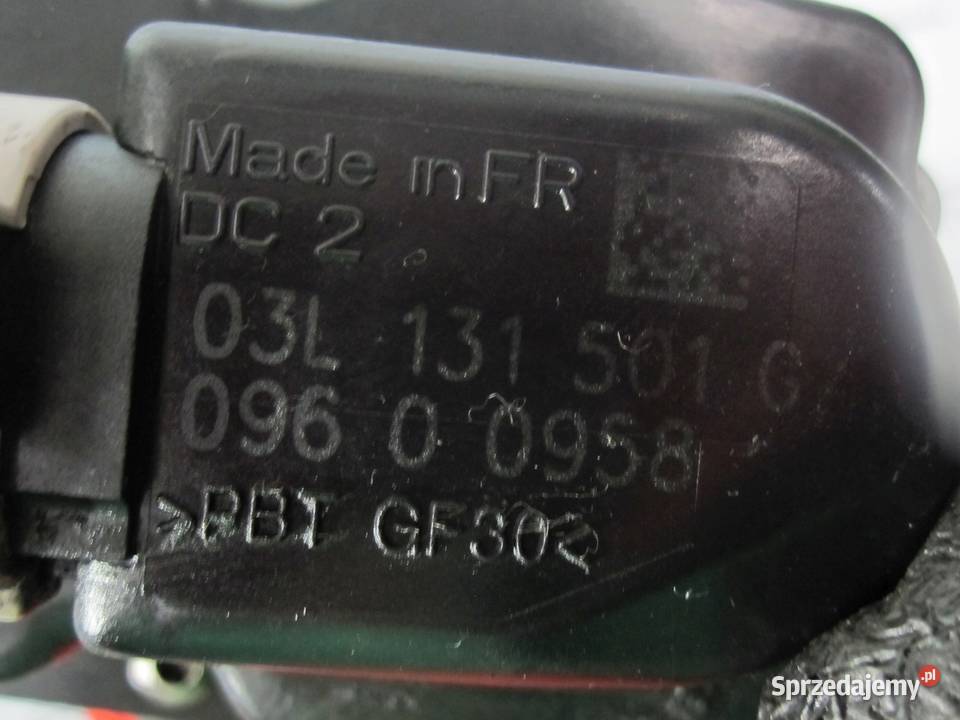 Made in FR
DC 2
03L 131 501 G
096 0 0958
>PBT GF30<
Sprzedajemy.pl